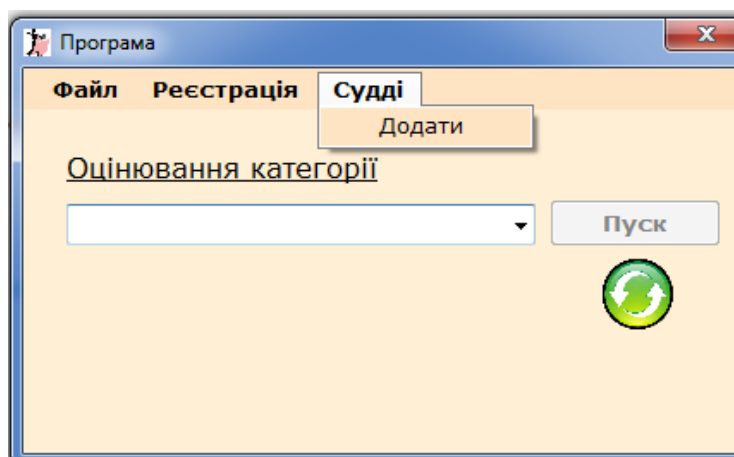 Програма
Файл Реєстрація Судді
Додати
Оцінювання категорії
Пуск